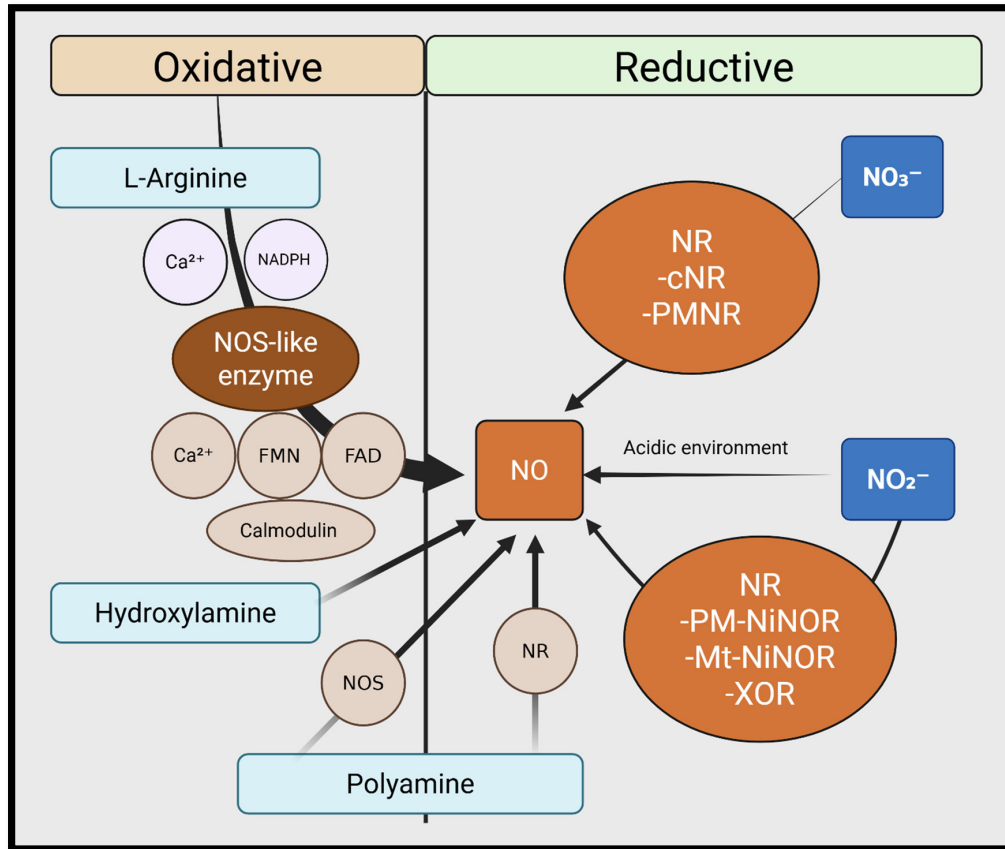 Oxidative
Reductive
L-Arginine
Ca²⁺
NADPH
NOS-like
enzyme
Ca²⁺
FMN
FAD
Calmodulin
Hydroxylamine
NOS
NR
Polyamine
NO
NO₃⁻
NR
-cNR
-PMNR
Acidic environment
NO₂⁻
NR
-PM-NiNOR
-Mt-NiNOR
-XOR